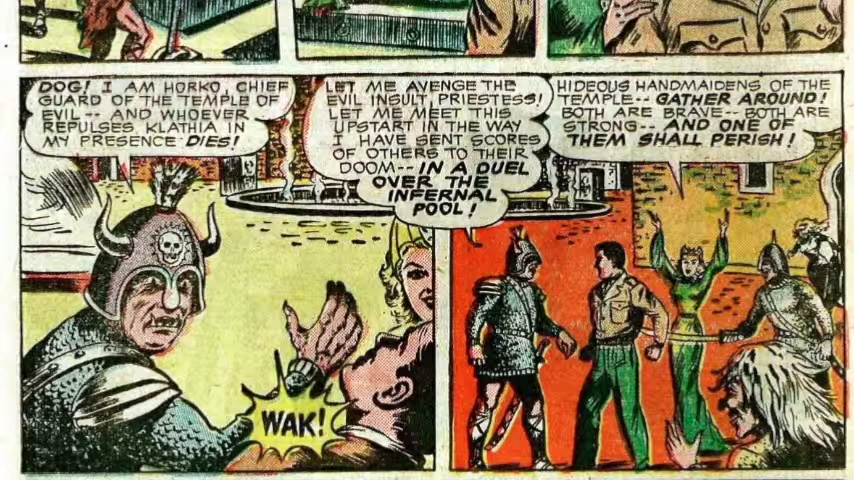 DOG! I AM HORKO, CHIEF
GUARD OF THE TEMPLE OF
EVIL-- AND WHOEVER
REPULSES KLATHIA IN
MY PRESENCE DIES!
LET ME AVENGE THE
EVIL INSULT, PRIESTESS!
LET ME MEET THIS
UPSTART IN THE WAY
I HAVE SENT SCORES
OF OTHERS TO THEIR
DOOM-- IN A DUEL
OVER THE
INFERNAL
POOL!
HIDEOUS HANDMAIDENS OF THE
TEMPLE-- GATHER AROUND!
BOTH ARE BRAVE-- BOTH ARE
STRONG-- AND ONE OF
THEM SHALL PERISH!
WAK!